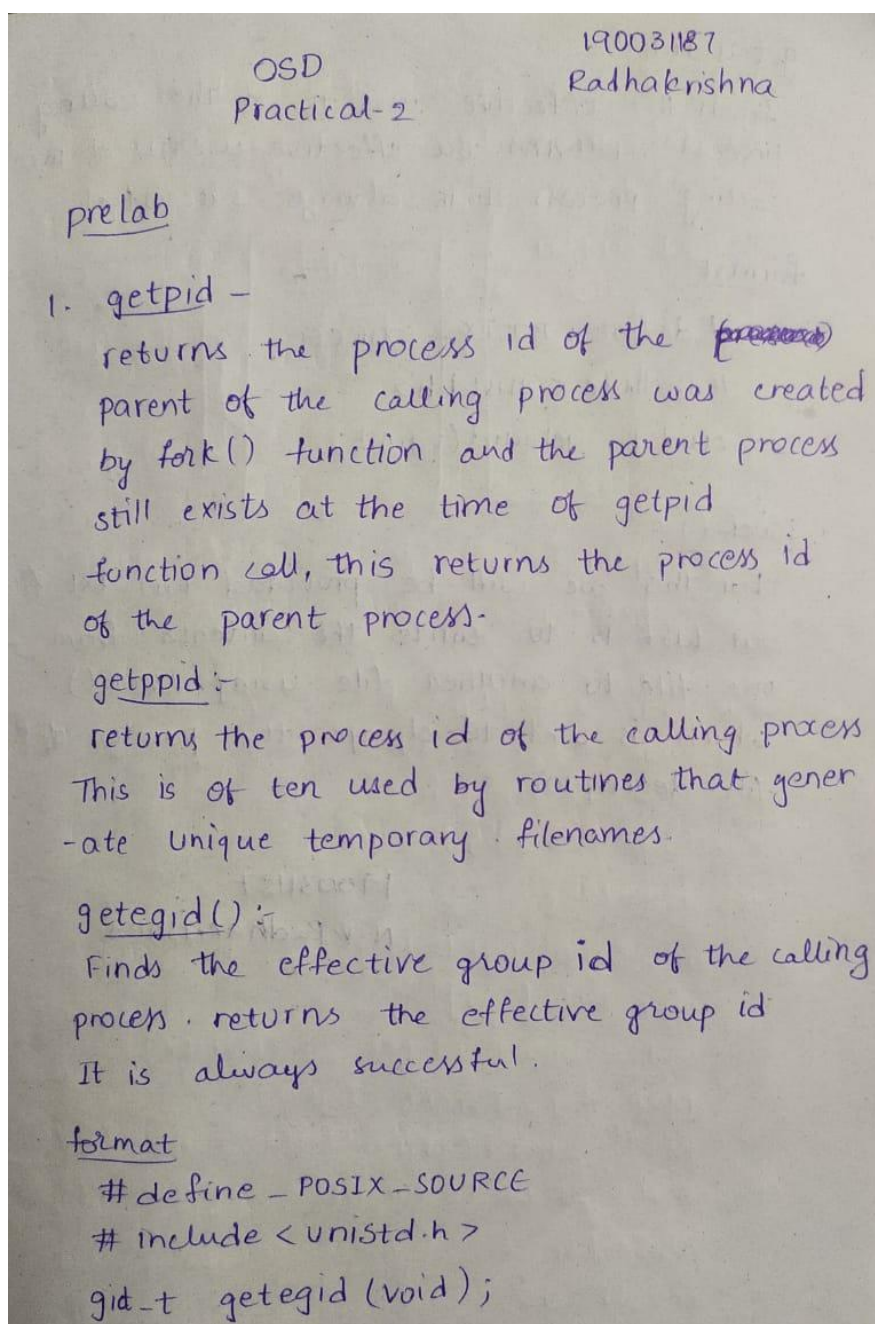 OSD
Practical-2
190031187
Radhakrishna
prelab
1. getpid -
returns the process id of the
parent of the calling process was created
by fork() function and the parent process
still exists at the time of getpid
function call, this returns the process id
of the parent process.
getppid :-
returns the process id of the calling process
This is of ten used by routines that gener
-ate unique temporary filenames.
getegid() :-
Finds the effective group id of the calling
process. returns the effective group id
It is always successful.
format
# define _ POSIX _ SOURCE
# include < unistd.h >
gid_t getegid (void);